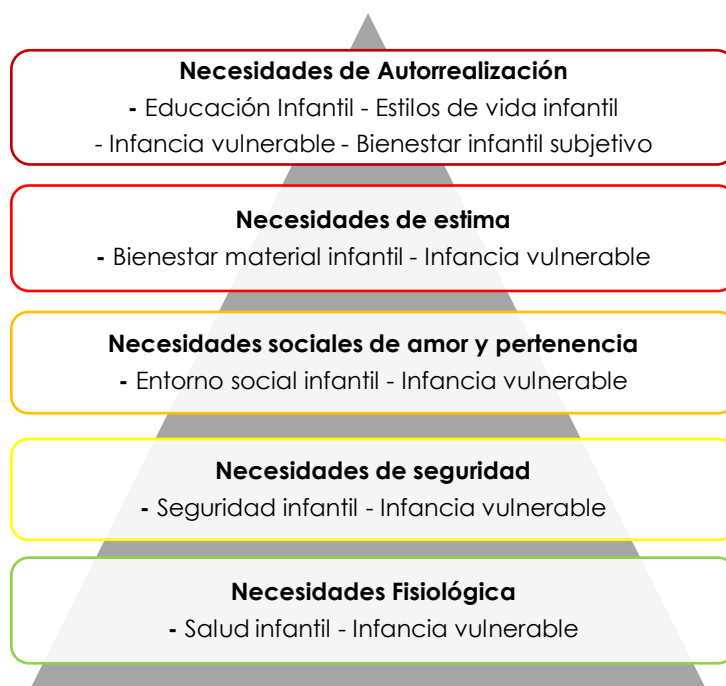 Necesidades de Autorrealización
- Educación Infantil - Estilos de vida infantil
- Infancia vulnerable - Bienestar infantil subjetivo
Necesidades de estima
- Bienestar material infantil - Infancia vulnerable
Necesidades sociales de amor y pertenencia
- Entorno social infantil - Infancia vulnerable
Necesidades de seguridad
- Seguridad infantil - Infancia vulnerable
Necesidades Fisiológica
- Salud infantil - Infancia vulnerable